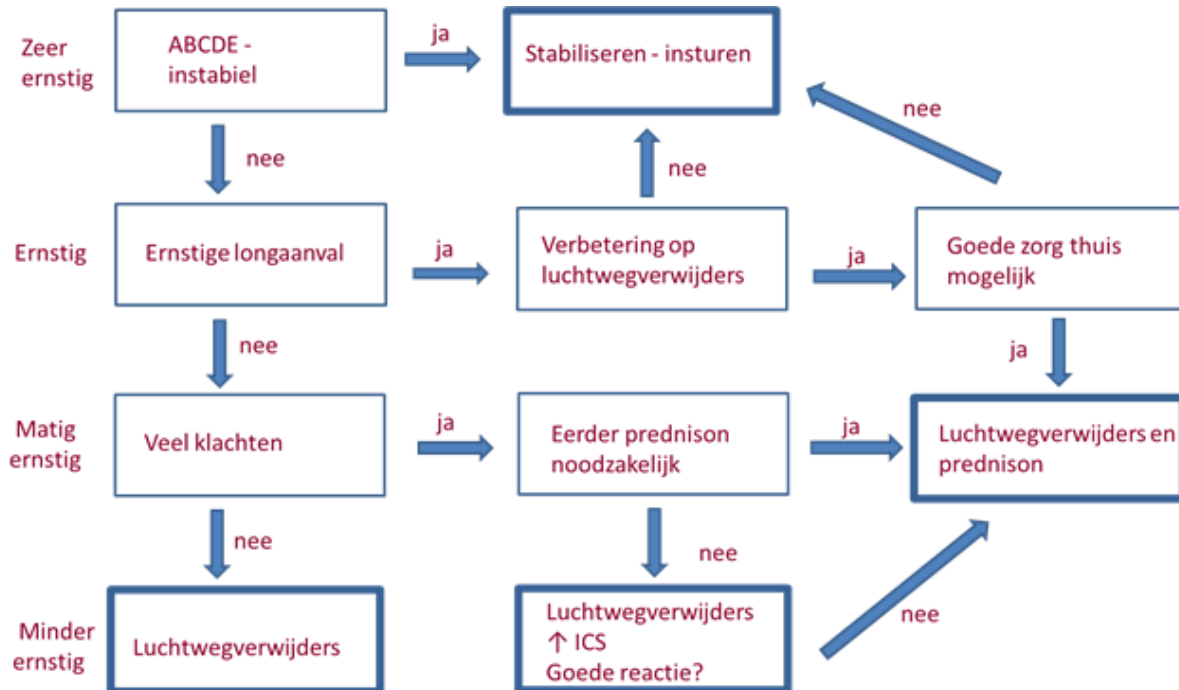 Zeer
ernstig
ABCDE -
instabiel
ja
Stabiliseren - insturen
nee
nee
nee
Ernstig
Ernstige longaanval
ja
Verbetering op
luchtwegverwijders
ja
Goede zorg thuis
mogelijk
nee
ja
Matig
ernstig
Veel klachten
ja
Eerder prednison
noodzakelijk
ja
Luchtwegverwijders en
prednison
nee
nee
Minder
ernstig
Luchtwegverwijders
Luchtwegverwijders
↑ ICS
Goede reactie?
nee